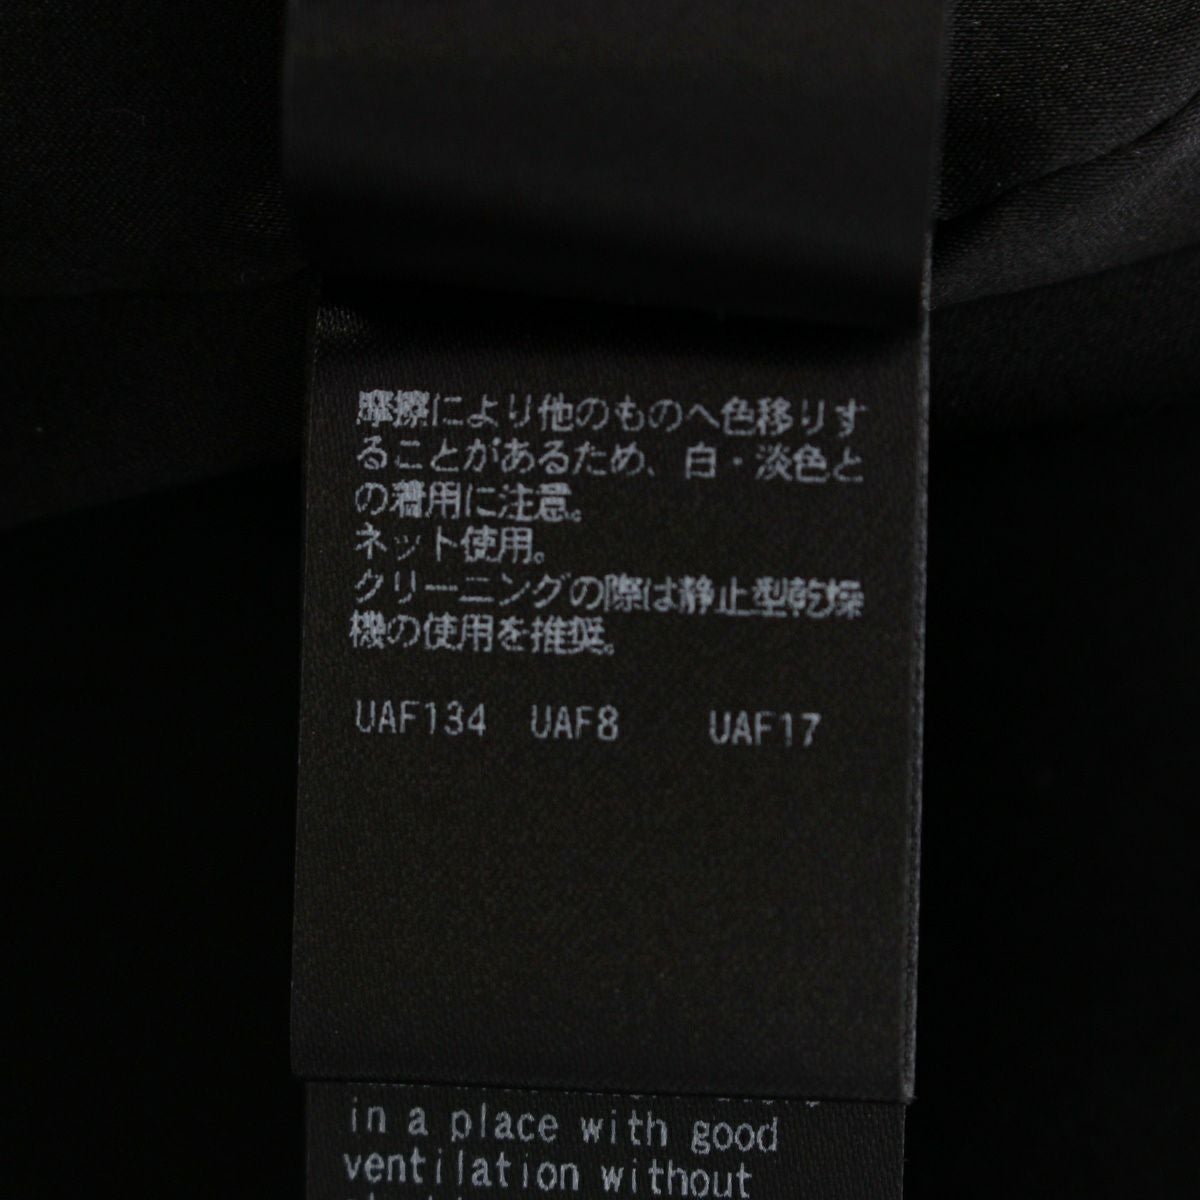 摩擦により他のものへ色移りす
ることがあるため、白・淡色と
の着用に注意。
ネット使用。
クリーニングの際は静止型乾燥
機の使用を推奨。
UAF134 UAF8 UAF17
in a place with good
ventilation without